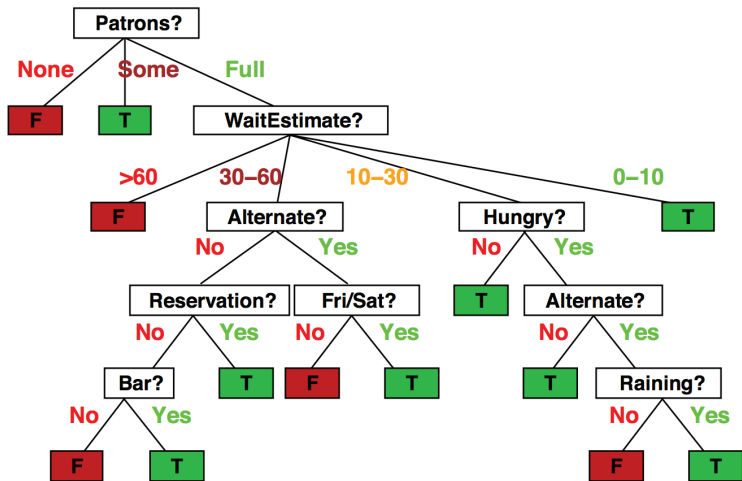 Patrons?
None Some Full
F T WaitEstimate?
>60 30–60 10–30 0–10
F Alternate? Hungry? T
No Yes No Yes
Reservation? Fri/Sat? T Alternate?
No Yes No Yes No Yes
Bar? T F T T Raining?
No Yes No Yes
F T F T